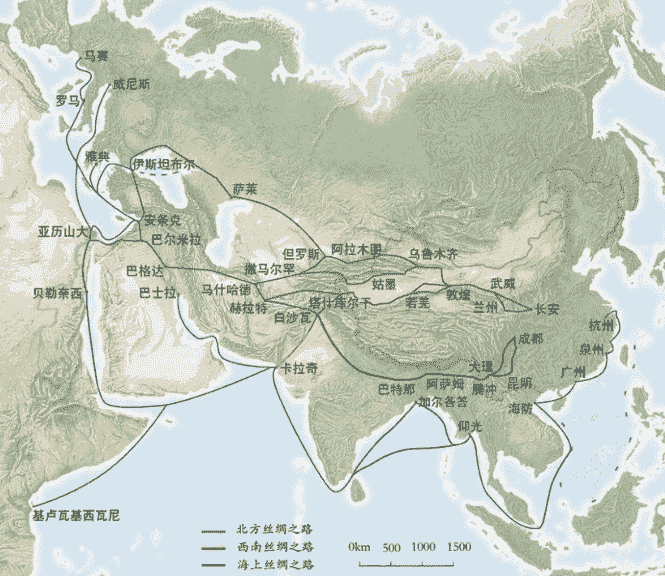 马赛
威尼斯
罗马
雅典
伊斯坦布尔
萨莱
安条克
亚历山大
巴尔米拉
但罗斯
阿拉木图
乌鲁木齐
巴格达
撒马尔罕
贝勒奈西
巴士拉
马什哈德
姑墨
武威
赫拉特
塔什库尔干
若羌
敦煌
兰州
长安
白沙瓦
杭州
成都
泉州
卡拉奇
大理
广州
巴特那
阿萨姆
腾冲
昆明
加尔各答
海防
仰光
基卢瓦基西瓦尼
北方丝绸之路
西南丝绸之路
海上丝绸之路
0km 500 1000 1500